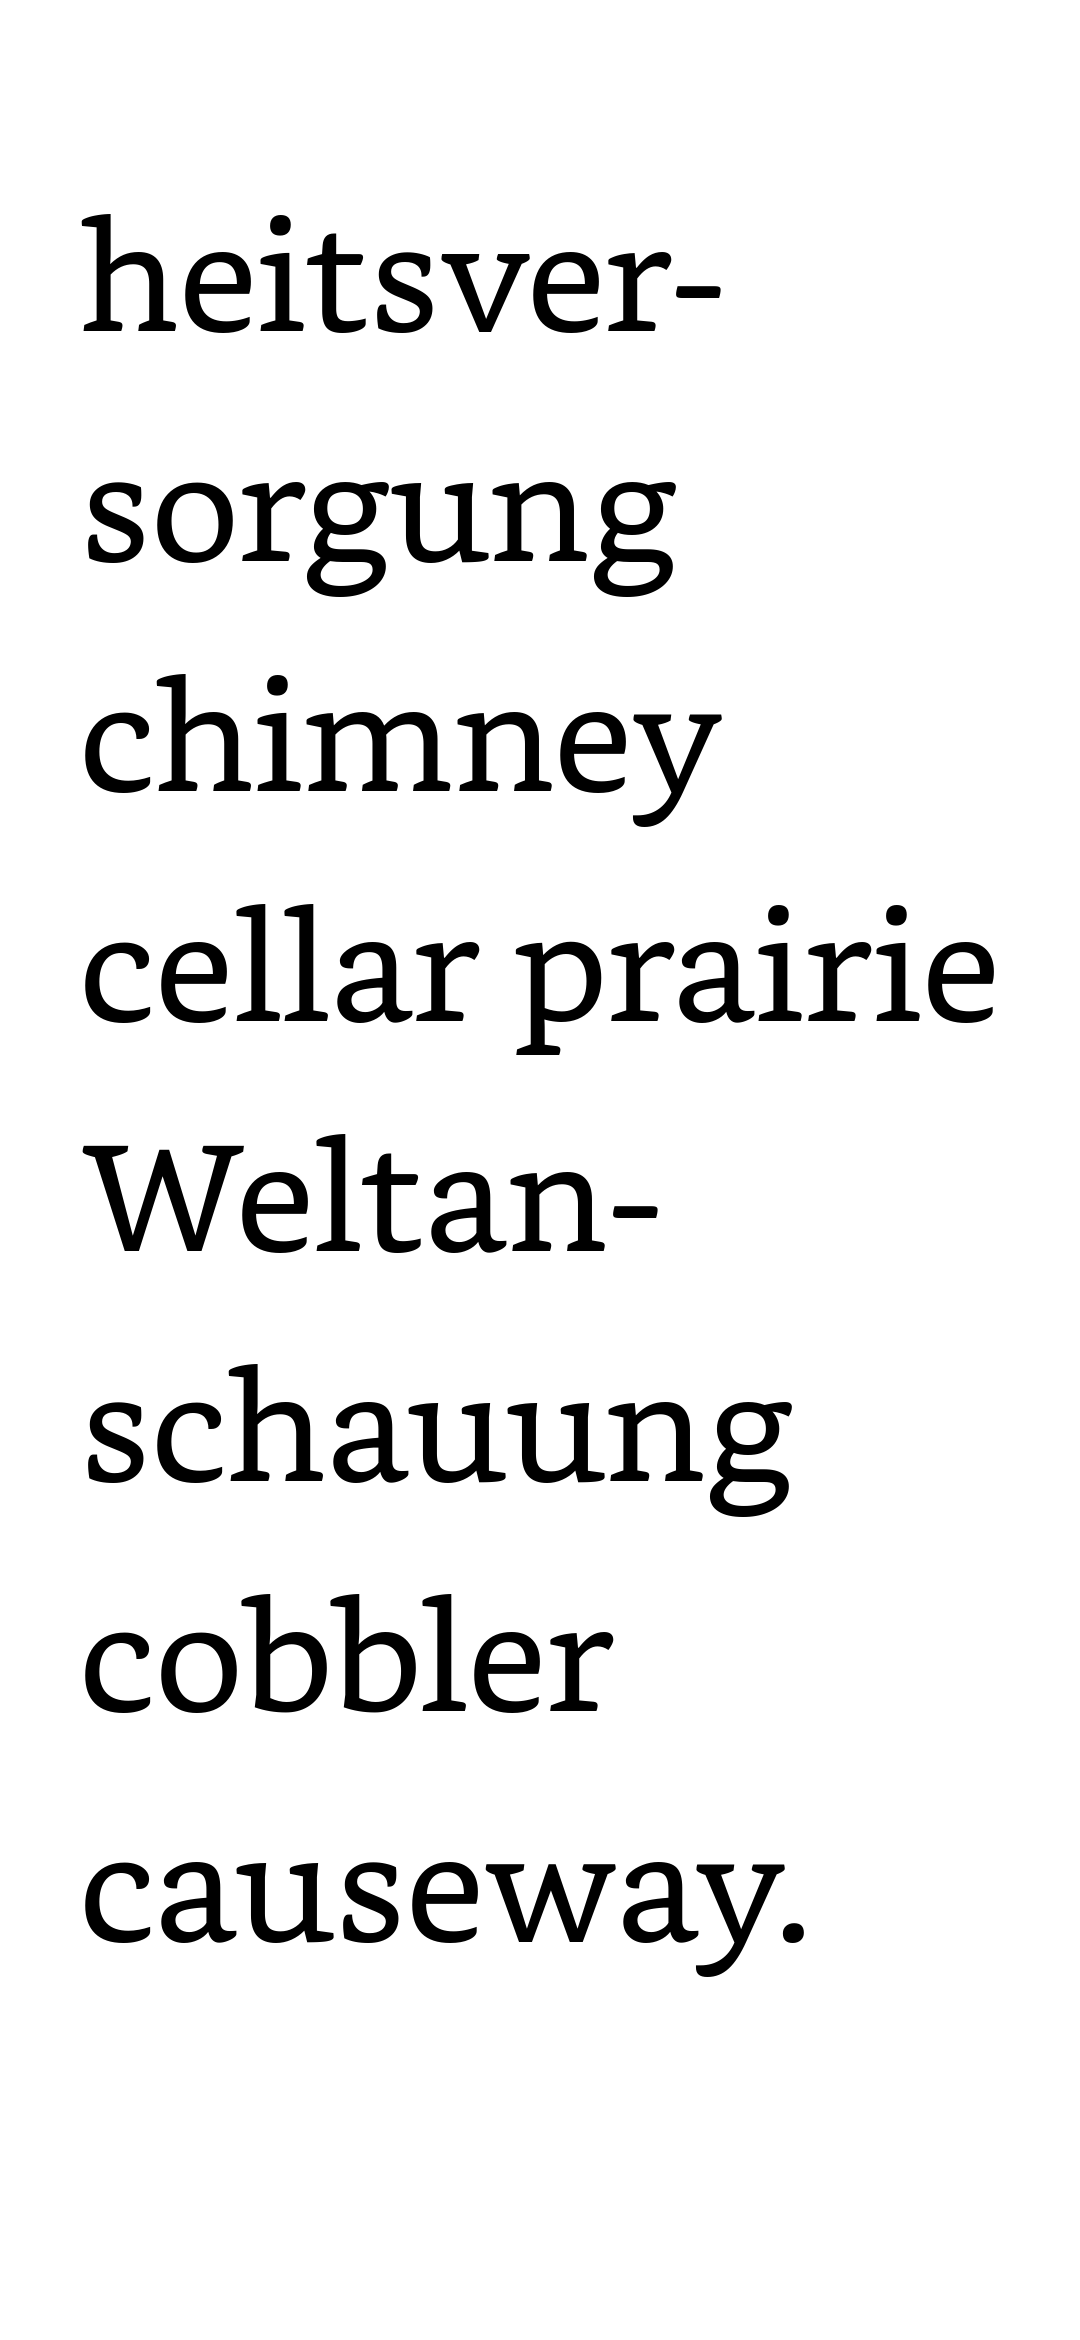 heitsver-
sorgung
chimney
cellar prairie
Weltan-
schauung
cobbler
causeway.